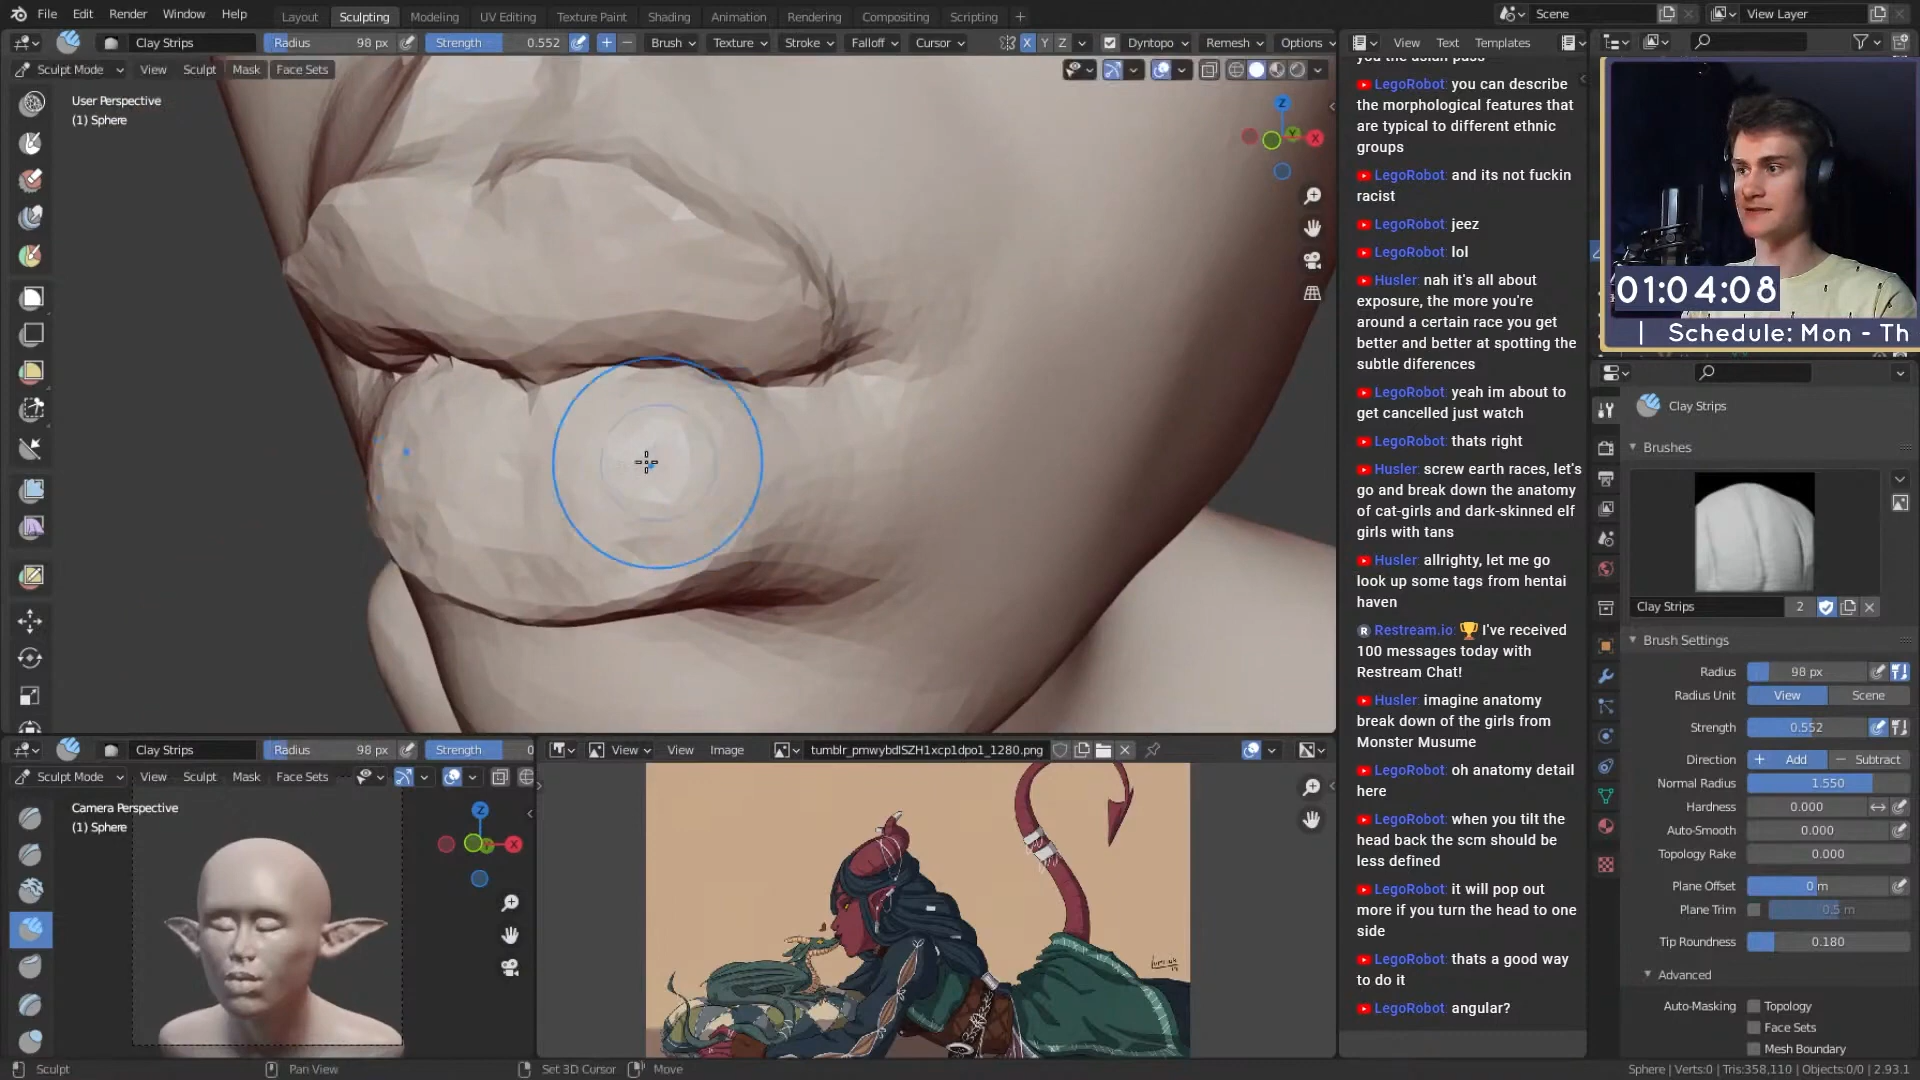 File Edit Render Window Help Layout Sculpting Modeling UV Editing Texture Paint Shading Animation Rendering Compositing Scripting + Scene View Layer
Clay Strips Radius 98 px Strength 0.552 + − Brush Texture Stroke Falloff Cursor X Y Z Dyntopo Remesh Options View Text Templates
Sculpt Mode View Sculpt Mask Face Sets
User Perspective
(1) Sphere
Z
Y
X
LegoRobot: you can describe
the morphological features that
are typical to different ethnic
groups
LegoRobot: and its not fuckin
racist
LegoRobot: jeez
LegoRobot: lol
Husler: nah it's all about
exposure, the more you're
around a certain race you get
better and better at spotting the
subtle diferences
LegoRobot: yeah im about to
get cancelled just watch
LegoRobot: thats right
Husler: screw earth races, let's
go and break down the anatomy
of cat-girls and dark-skinned elf
girls with tans
Husler: allrighty, let me go
look up some tags from hentai
haven
Restream.io: 🏆 I've received
100 messages today with
Restream Chat!
Husler: imagine anatomy
break down of the girls from
Monster Musume
LegoRobot: oh anatomy detail
here
LegoRobot: when you tilt the
head back the scm should be
less defined
LegoRobot: it will pop out
more if you turn the head to one
side
LegoRobot: thats a good way
to do it
LegoRobot: angular?
01:04:08
| Schedule: Mon - Th
Clay Strips
Brushes
Clay Strips 2
Brush Settings
Radius 98 px
Radius Unit View Scene
Strength 0.552
Direction + Add − Subtract
Normal Radius 1.550
Hardness 0.000
Auto-Smooth 0.000
Topology Rake 0.000
Plane Offset 0 m
Plane Trim 0.5 m
Tip Roundness 0.180
Advanced
Auto-Masking Topology
Face Sets
Mesh Boundary
Clay Strips Radius 98 px Strength 0
Sculpt Mode View Sculpt Mask Face Sets
Camera Perspective
(1) Sphere
Z
X
View View Image tumblr_pmwybdlSZH1xcp1dpo1_1280.png
Sculpt Pan View Set 3D Cursor Move Sphere | Verts:0 | Tris:358,110 | Objects:0/0 | 2.93.1